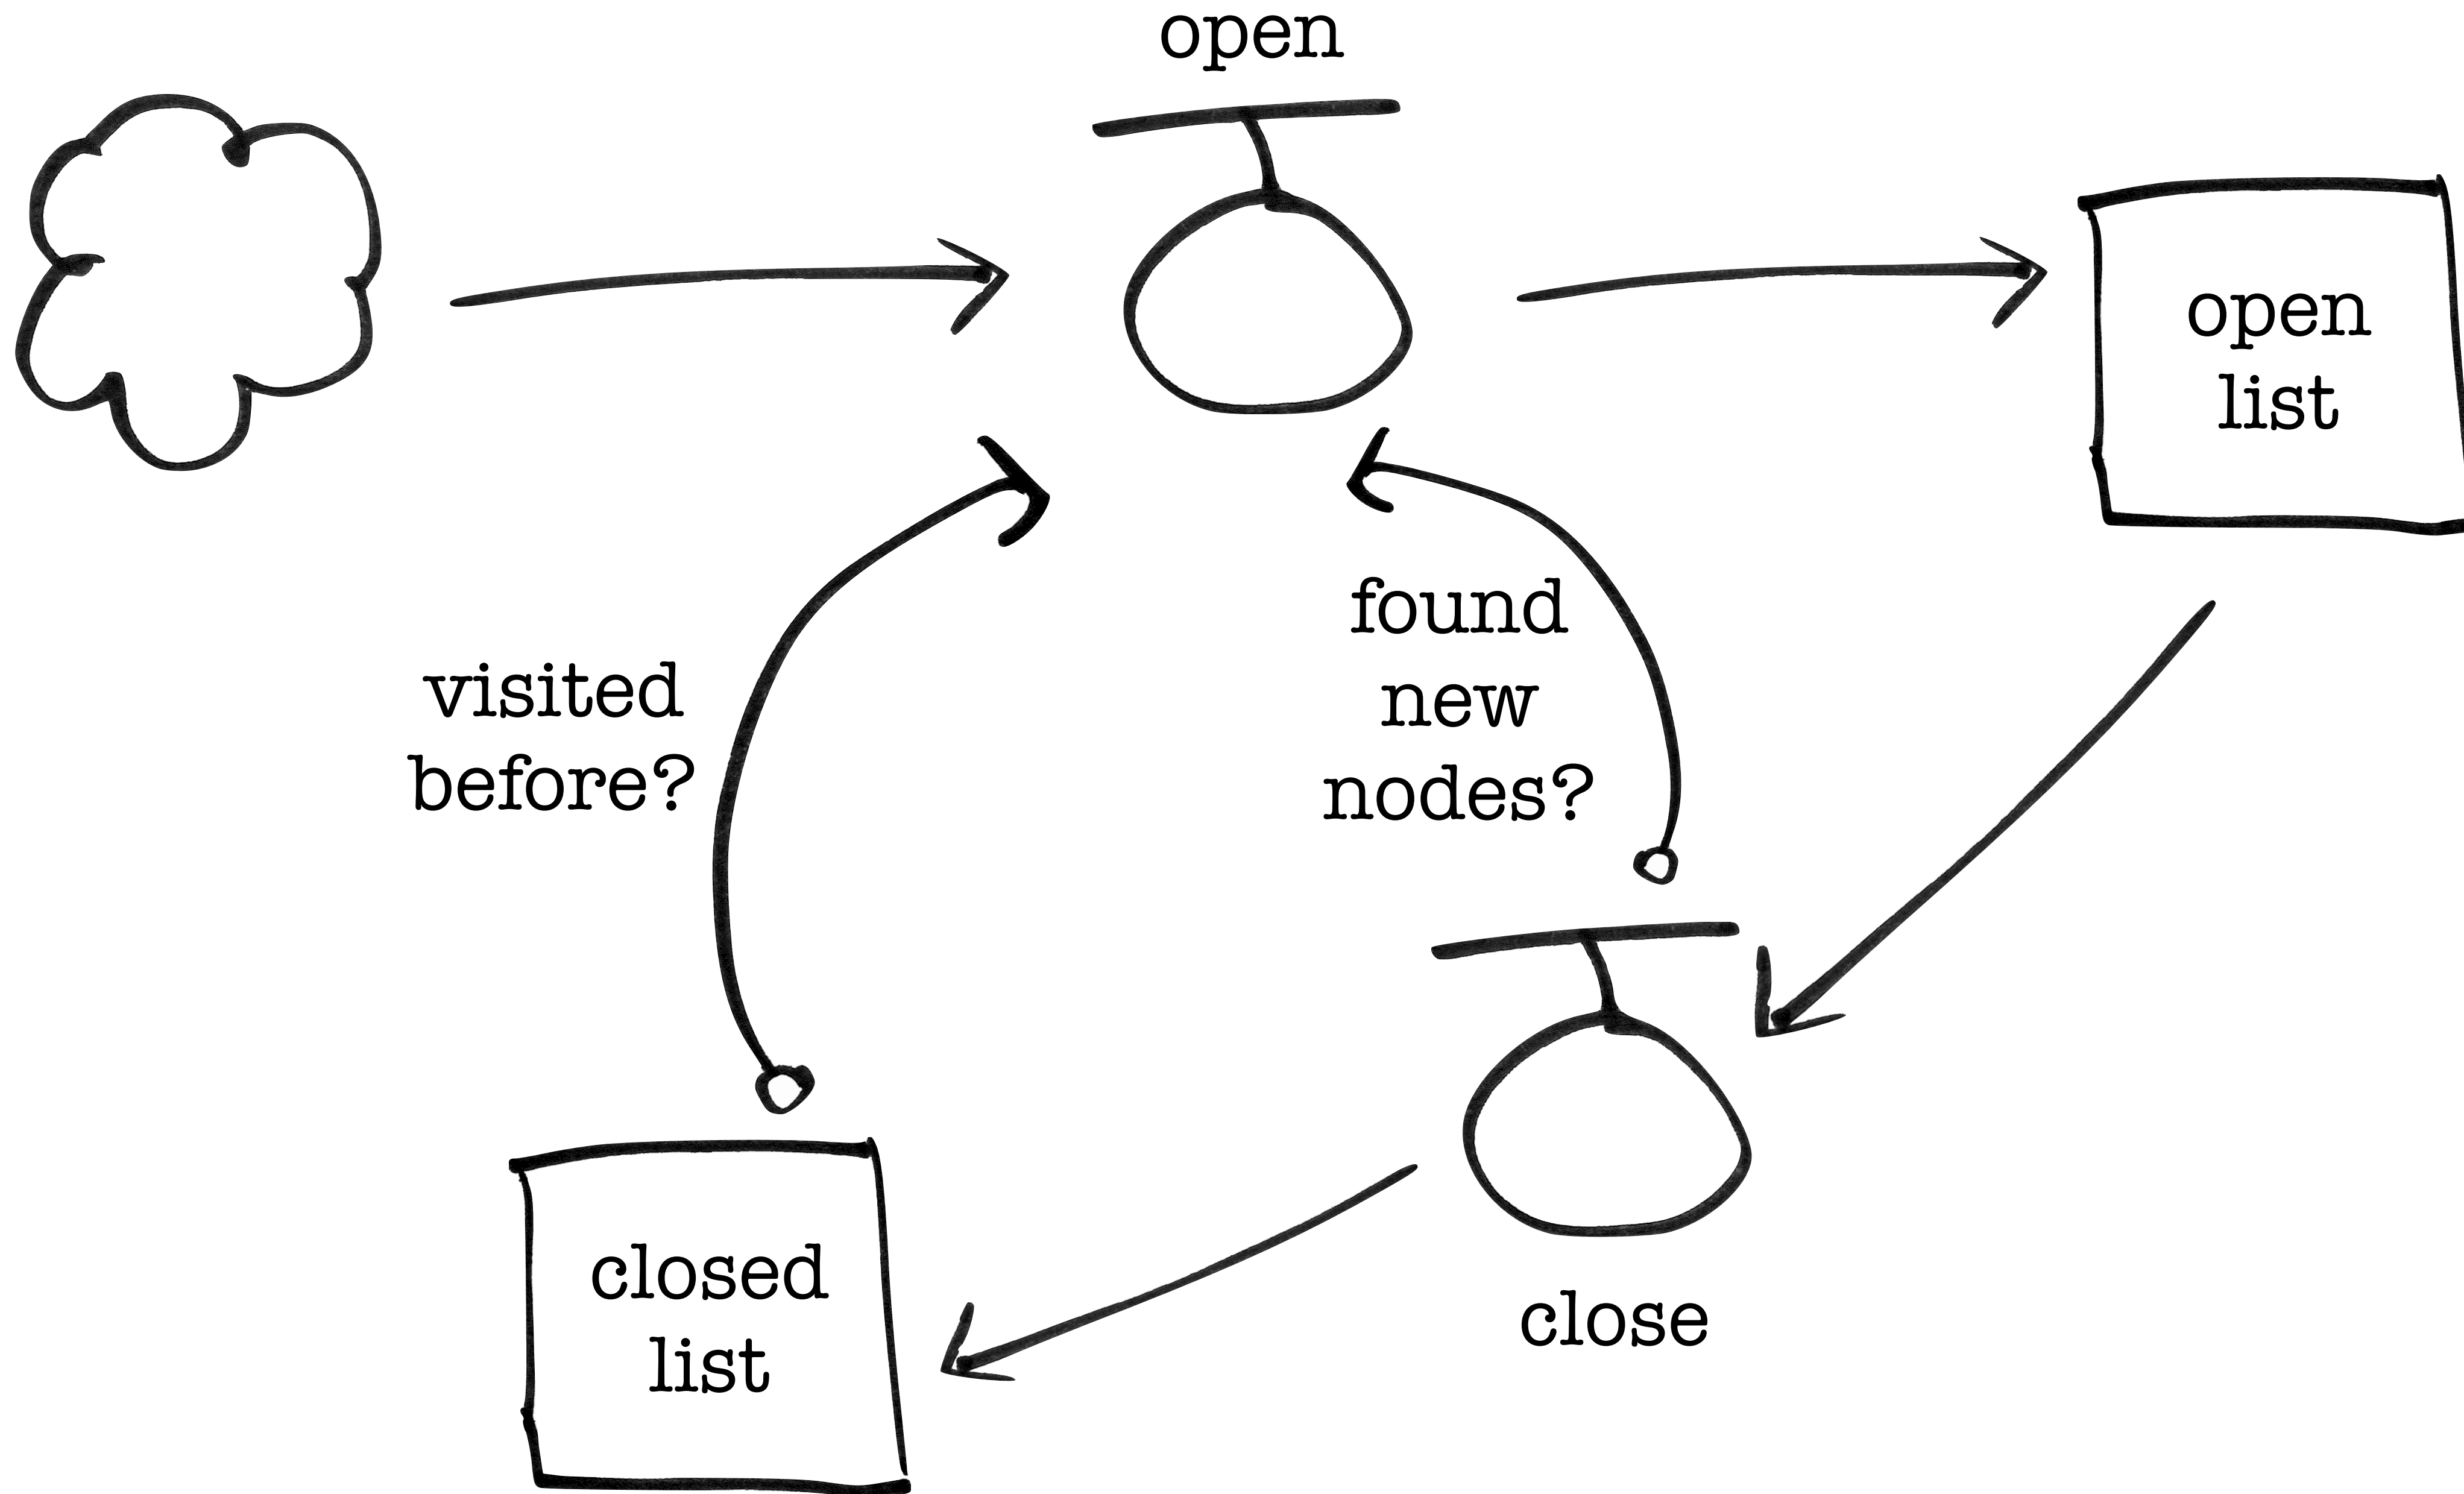 open
open
list
found
new
nodes?
visited
before?
closed
list
close